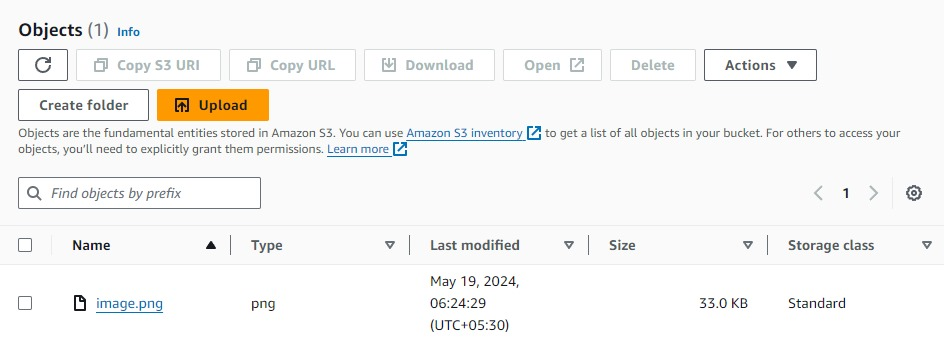 Objects (1) Info
Copy S3 URI Copy URL Download Open Delete Actions
Create folder Upload
Objects are the fundamental entities stored in Amazon S3. You can use Amazon S3 inventory to get a list of all objects in your bucket. For others to access your
objects, you'll need to explicitly grant them permissions. Learn more
Find objects by prefix 1
Name Type Last modified Size Storage class
image.png png May 19, 2024, 33.0 KB Standard
06:24:29
(UTC+05:30)